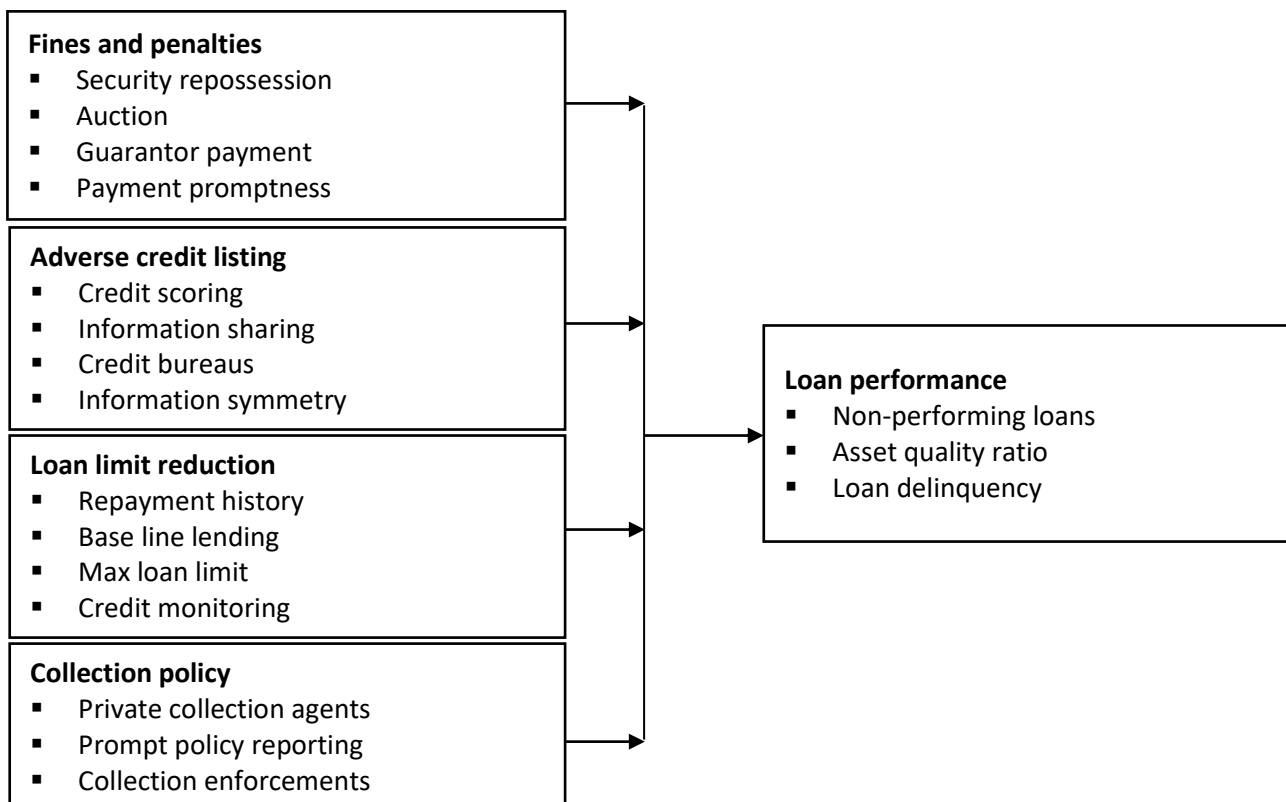 Fines and penalties
▪ Security repossession
▪ Auction
▪ Guarantor payment
▪ Payment promptness
Adverse credit listing
▪ Credit scoring
▪ Information sharing
▪ Credit bureaus
▪ Information symmetry
Loan limit reduction
▪ Repayment history
▪ Base line lending
▪ Max loan limit
▪ Credit monitoring
Collection policy
▪ Private collection agents
▪ Prompt policy reporting
▪ Collection enforcements
Loan performance
▪ Non-performing loans
▪ Asset quality ratio
▪ Loan delinquency